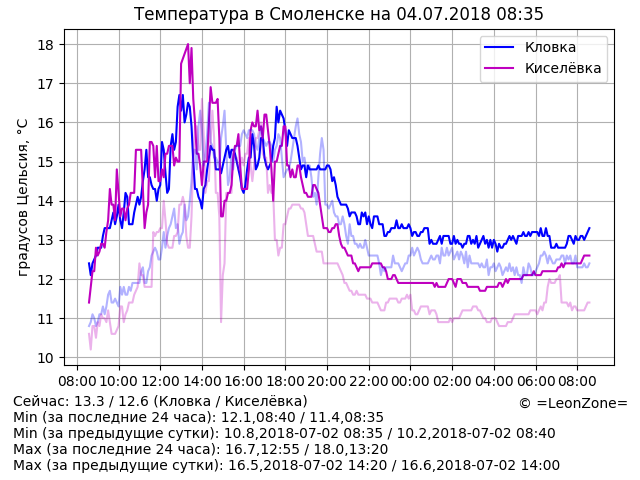 Температура в Смоленске на 04.07.2018 08:35
градусов Цельсия, °C
18
17
16
15
14
13
12
11
10
Кловка
Киселёвка
08:00 10:00 12:00 14:00 16:00 18:00 20:00 22:00 00:00 02:00 04:00 06:00 08:00
Сейчас: 13.3 / 12.6 (Кловка / Киселёвка)
© =LeonZone=
Min (за последние 24 часа): 12.1,08:40 / 11.4,08:35
Min (за предыдущие сутки): 10.8,2018-07-02 08:35 / 10.2,2018-07-02 08:40
Max (за последние 24 часа): 16.7,12:55 / 18.0,13:20
Max (за предыдущие сутки): 16.5,2018-07-02 14:20 / 16.6,2018-07-02 14:00